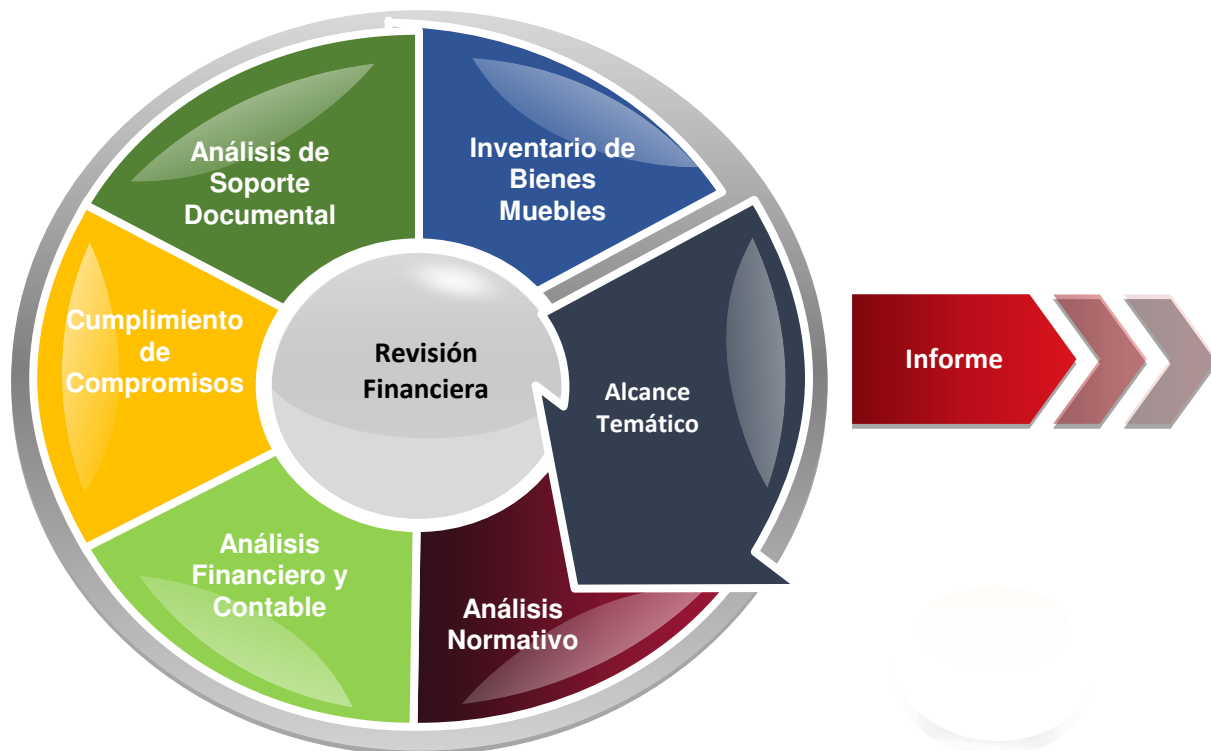 Análisis de
Soporte
Documental
Inventario de
Bienes
Muebles
Cumplimiento
de
Compromisos
Revisión
Financiera
Alcance
Temático
Informe
Análisis
Financiero y
Contable
Análisis
Normativo